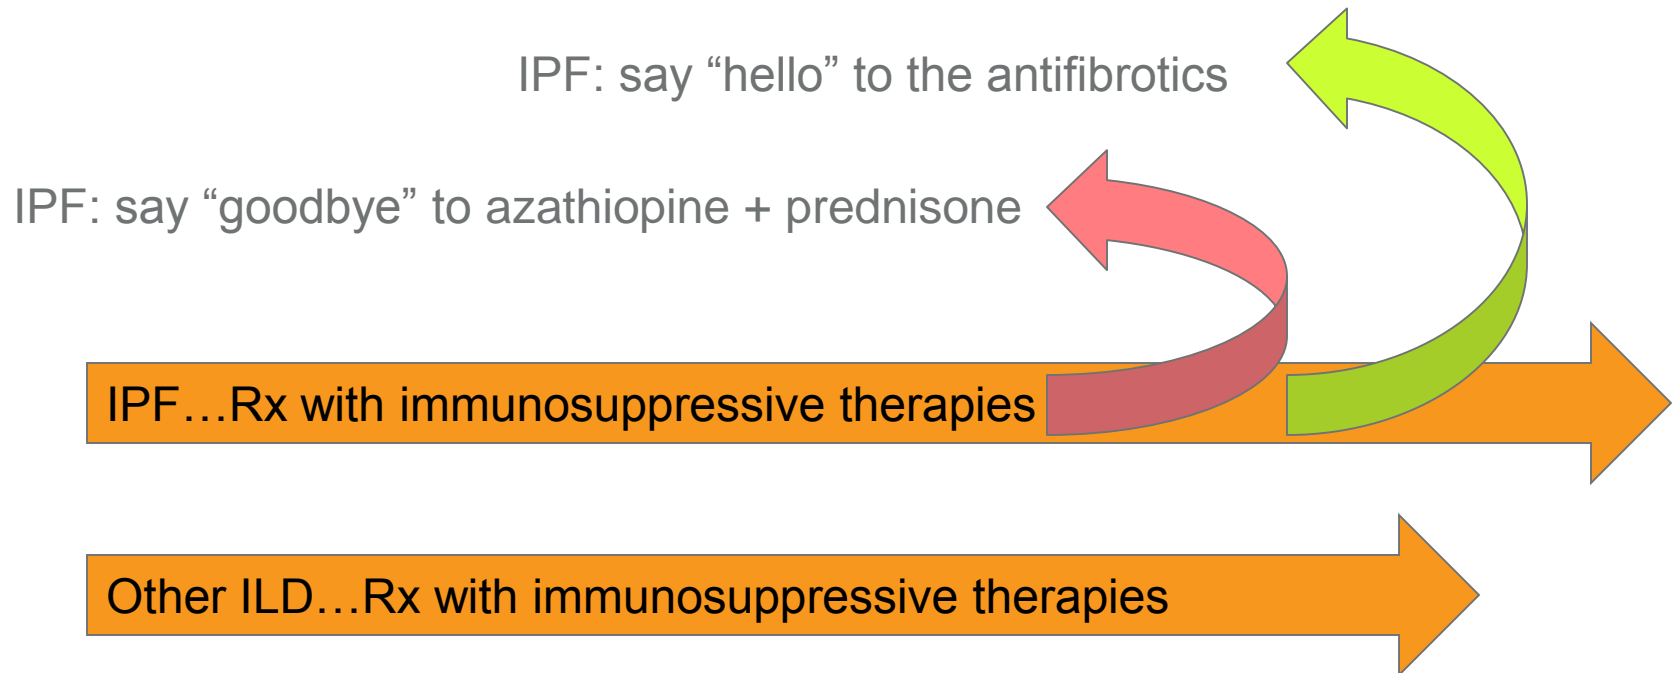 IPF: say “hello” to the antifibrotics
IPF: say “goodbye” to azathiopine + prednisone
IPF…Rx with immunosuppressive therapies
Other ILD…Rx with immunosuppressive therapies